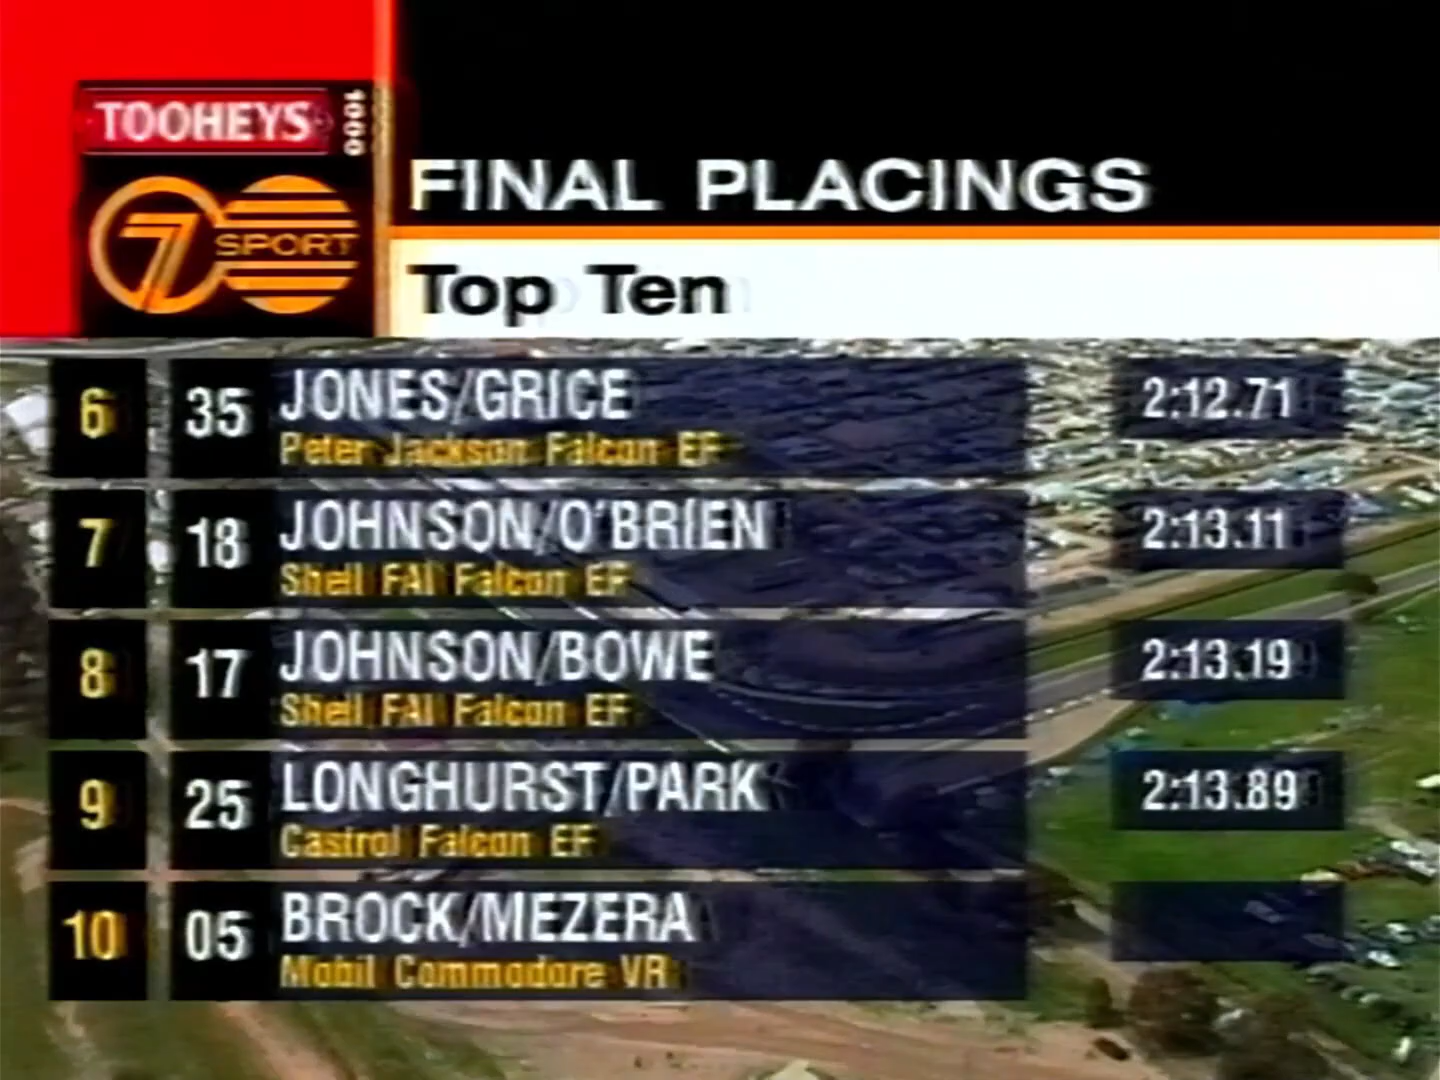 TOOHEYS 1000
7 SPORT
FINAL PLACINGS
Top Ten
6 35 JONES/GRICE 2:12.71
Peter Jackson Falcon EF
7 18 JOHNSON/O'BRIEN 2:13.11
Shell FAI Falcon EF
8 17 JOHNSON/BOWE 2:13.19
Shell FAI Falcon EF
9 25 LONGHURST/PARK 2:13.89
Castrol Falcon EF
10 05 BROCK/MEZERA
Mobil Commodore VR